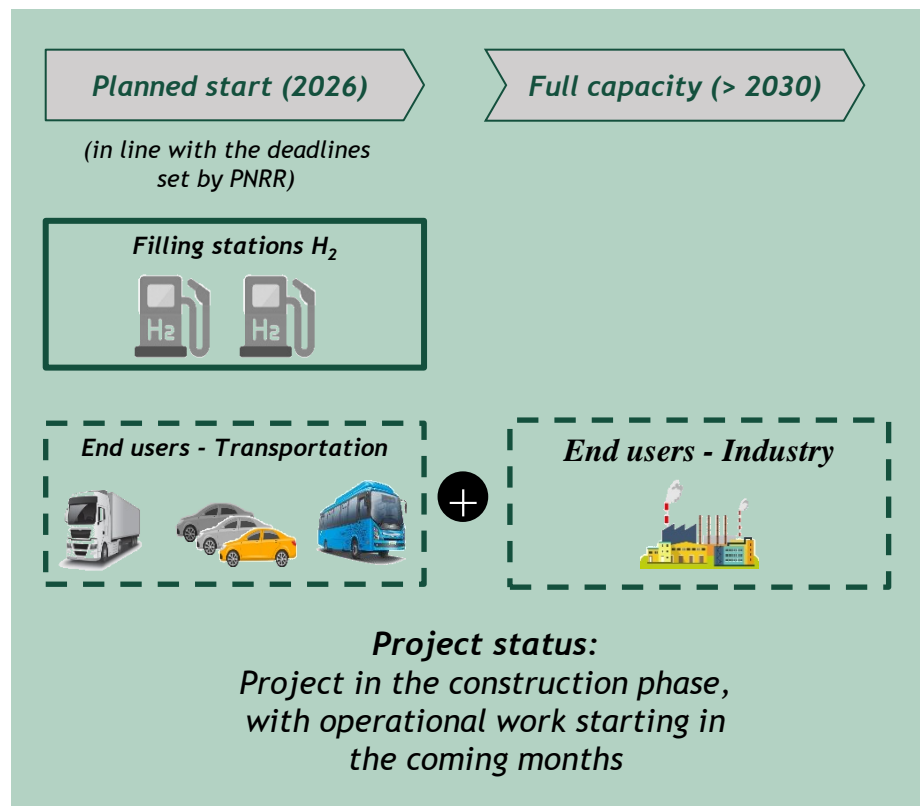 Planned start (2026)
Full capacity (> 2030)
(in line with the deadlines
set by PNRR)
Filling stations H₂
H2
H2
End users - Transportation
+
End users - Industry
Project status:
Project in the construction phase,
with operational work starting in
the coming months